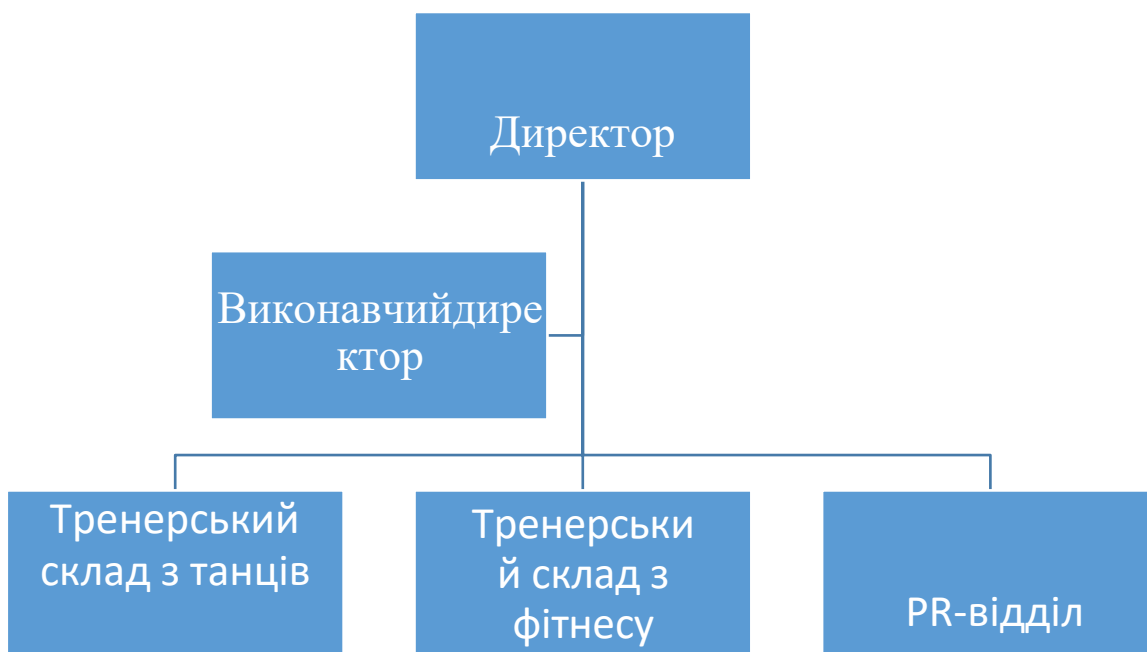 Директор
Виконавчийдире
ктор
Тренерський
склад з танців
Тренерськи
й склад з
фітнесу
PR-відділ